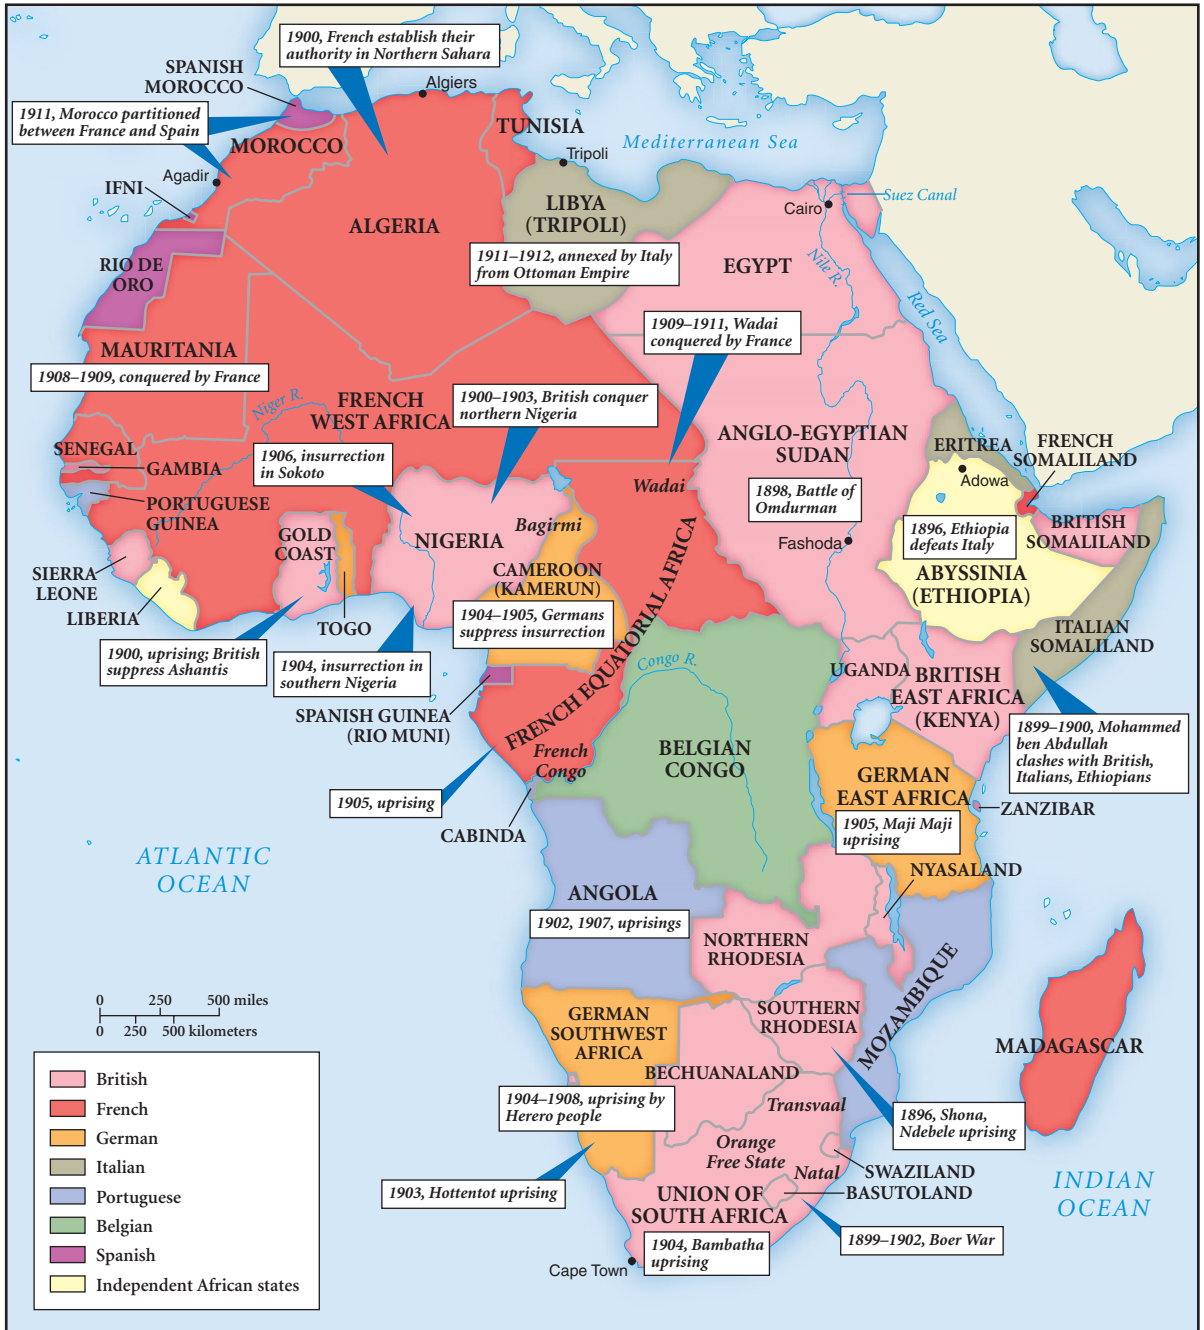 1900, French establish their
authority in Northern Sahara
SPANISH
MOROCCO
Algiers
1911, Morocco partitioned
between France and Spain
TUNISIA
MOROCCO
Mediterranean Sea
Tripoli
Agadir
IFNI
Suez Canal
Cairo
LIBYA
(TRIPOLI)
ALGERIA
1911–1912, annexed by Italy
from Ottoman Empire
EGYPT
Nile R.
RIO DE
ORO
Red Sea
1909–1911, Wadai
conquered by France
MAURITANIA
1908–1909, conquered by France
FRENCH
WEST AFRICA
Niger R.
1900–1903, British conquer
northern Nigeria
ANGLO-EGYPTIAN
SUDAN
ERITREA
FRENCH
SOMALILAND
SENEGAL
GAMBIA
1906, insurrection
in Sokoto
Wadai
Adowa
1898, Battle of
Omdurman
PORTUGUESE
GUINEA
Bagirmi
GOLD
COAST
NIGERIA
Fashoda
1896, Ethiopia
defeats Italy
BRITISH
SOMALILAND
SIERRA
LEONE
CAMEROON
(KAMERUN)
ABYSSINIA
(ETHIOPIA)
LIBERIA
TOGO
1904–1905, Germans
suppress insurrection
FRENCH EQUATORIAL AFRICA
ITALIAN
SOMALILAND
1900, uprising; British
suppress Ashantis
1904, insurrection in
southern Nigeria
Congo R.
UGANDA
BRITISH
EAST AFRICA
(KENYA)
SPANISH GUINEA
(RIO MUNI)
1899–1900, Mohammed
ben Abdullah
clashes with British,
Italians, Ethiopians
French
Congo
BELGIAN
CONGO
GERMAN
EAST AFRICA
1905, uprising
ZANZIBAR
CABINDA
1905, Maji Maji
uprising
ATLANTIC
OCEAN
NYASALAND
ANGOLA
1902, 1907, uprisings
NORTHERN
RHODESIA
MOZAMBIQUE
0 250 500 miles
0 250 500 kilometers
GERMAN
SOUTHWEST
AFRICA
SOUTHERN
RHODESIA
MADAGASCAR
BECHUANALAND
1904–1908, uprising by
Herero people
Transvaal
1896, Shona,
Ndebele uprising
Orange
Free State
Natal
SWAZILAND
BASUTOLAND
1903, Hottentot uprising
UNION OF
SOUTH AFRICA
INDIAN
OCEAN
1904, Bambatha
uprising
1899–1902, Boer War
Cape Town
British
French
German
Italian
Portuguese
Belgian
Spanish
Independent African states